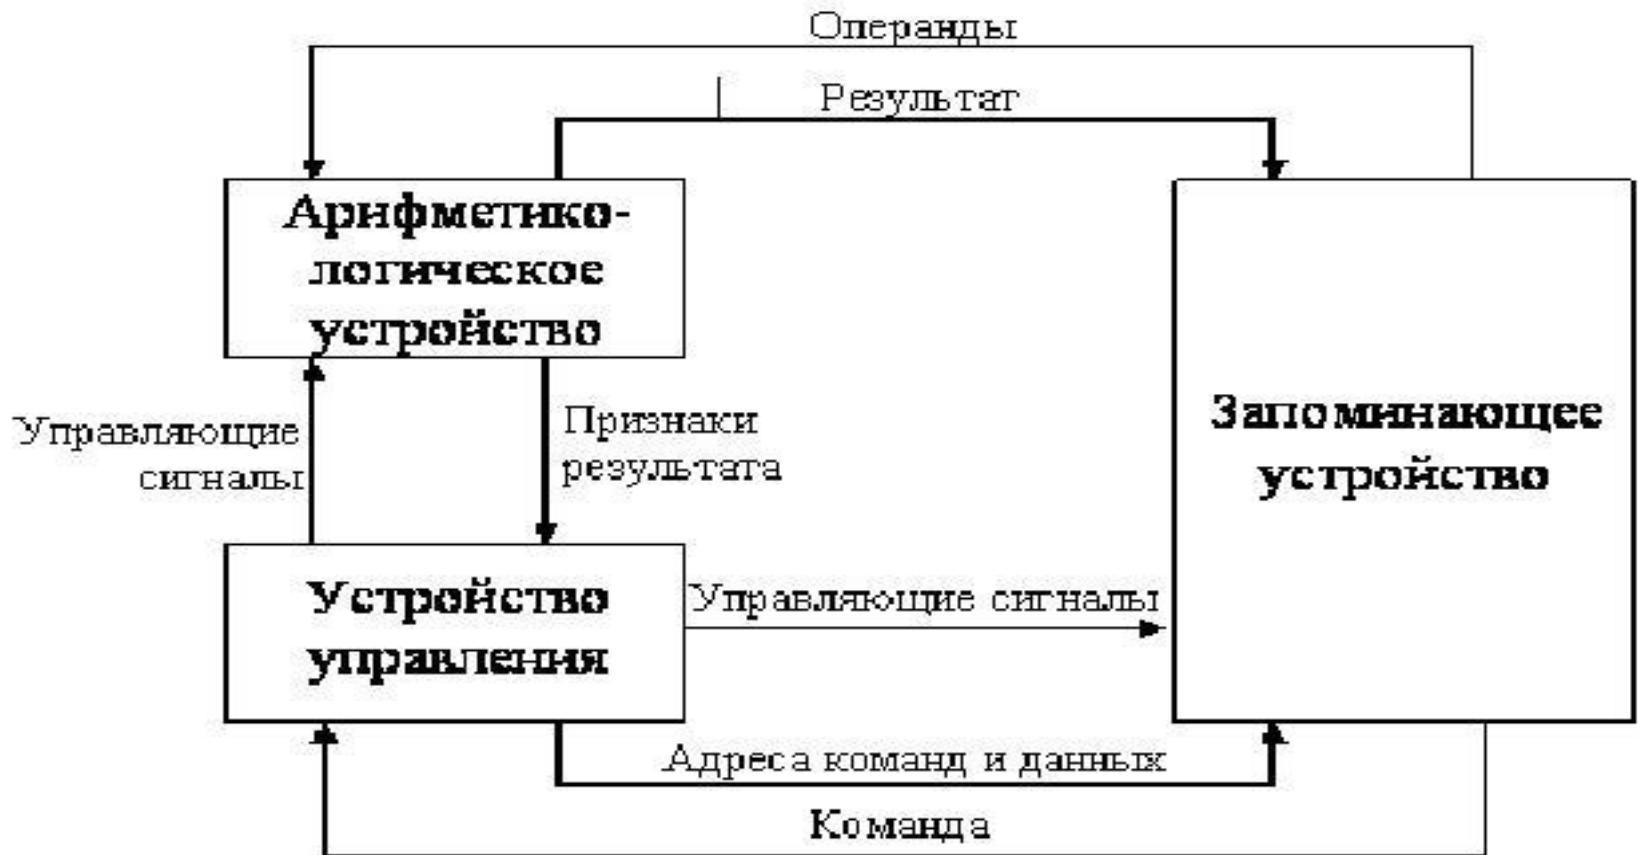 Операнды
Результат
Арифметико-
логическое
устройство
Управляющие
сигналы
Признаки
результата
Запоминающее
устройство
Устройство
управления
Управляющие сигналы
Адреса команд и данных
Команда